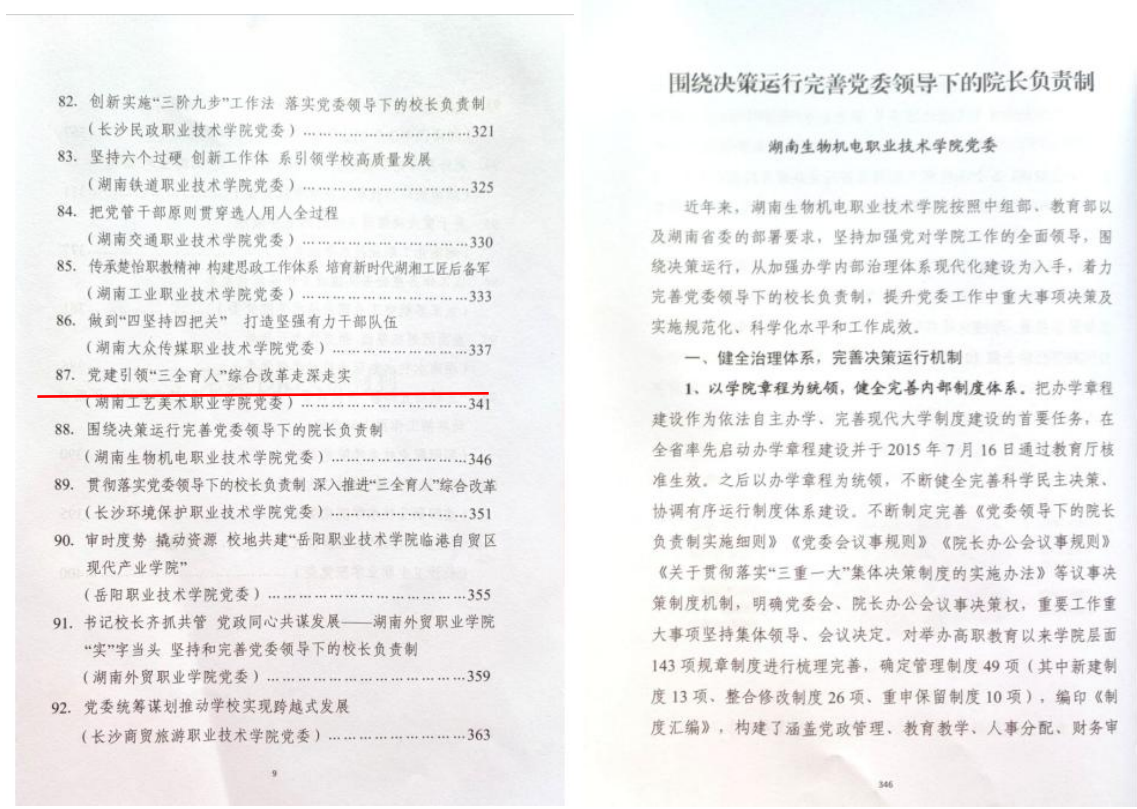 82. 创新实施“三阶九步”工作法 落实党委领导下的校长负责制
(长沙民政职业技术学院党委) ………………………………321
83. 坚持六个过硬 创新工作体 系引领学校高质量发展
(湖南铁道职业技术学院党委) ………………………………325
84. 把党管干部原则贯穿选人用人全过程
(湖南交通职业技术学院党委) ………………………………330
85. 传承楚怡职教精神 构建思政工作体系 培育新时代湖湘工匠后备军
(湖南工业职业技术学院党委) ………………………………333
86. 做到“四坚持四把关” 打造坚强有力干部队伍
(湖南大众传媒职业技术学院党委) …………………………337
87. 党建引领“三全育人”综合改革走深走实
(湖南工艺美术职业学院党委) ………………………………341
88. 围绕决策运行完善党委领导下的院长负责制
(湖南生物机电职业技术学院党委) …………………………346
89. 贯彻落实党委领导下的校长负责制 深入推进“三全育人”综合改革
(长沙环境保护职业技术学院党委) …………………………351
90. 审时度势 撬动资源 校地共建“岳阳职业技术学院临港自贸区
现代产业学院”
(岳阳职业技术学院党委) ……………………………………355
91. 书记校长齐抓共管 党政同心共谋发展——湖南外贸职业学院
“实”字当头 坚持和完善党委领导下的校长负责制
(湖南外贸职业学院党委) ……………………………………359
92. 党委统筹谋划推动学校实现跨越式发展
(长沙商贸旅游职业技术学院党委) …………………………363
9
围绕决策运行完善党委领导下的院长负责制
湖南生物机电职业技术学院党委
近年来，湖南生物机电职业技术学院按照中组部、教育部以
及湖南省委的部署要求，坚持加强党对学院工作的全面领导，围
绕决策运行，从加强办学内部治理体系现代化建设为入手，着力
完善党委领导下的校长负责制，提升党委工作中重大事项决策及
实施规范化、科学化水平和工作成效。
一、健全治理体系，完善决策运行机制
1、以学院章程为统领，健全完善内部制度体系。把办学章程
建设作为依法自主办学、完善现代大学制度建设的首要任务，在
全省率先启动办学章程建设并于 2015 年 7 月 16 日通过教育厅核
准生效。之后以办学章程为统领，不断健全完善科学民主决策、
协调有序运行制度体系建设。不断制定完善《党委领导下的院长
负责制实施细则》《党委会议事规则》《院长办公会议事规则》
《关于贯彻落实“三重一大”集体决策制度的实施办法》等议事决
策制度机制，明确党委会、院长办公会议事决策权，重要工作重
大事项坚持集体领导、会议决定。对举办高职教育以来学院层面
143 项规章制度进行梳理完善，确定管理制度 49 项（其中新建制
度 13 项、整合修改制度 26 项、重申保留制度 10 项），编印《制
度汇编》，构建了涵盖党政管理、教育教学、人事分配、财务审
346